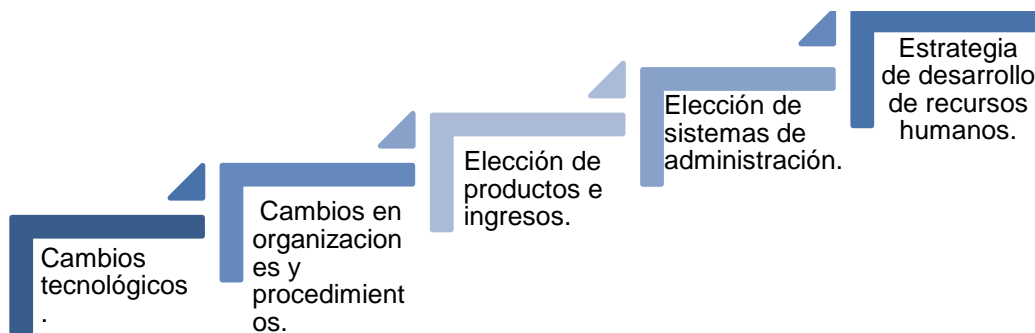 Cambios
tecnológicos
.
Cambios en
organizacion
es y
procedimient
os.
Elección de
productos e
ingresos.
Elección de
sistemas de
administración.
Estrategia
de desarrollo
de recursos
humanos.